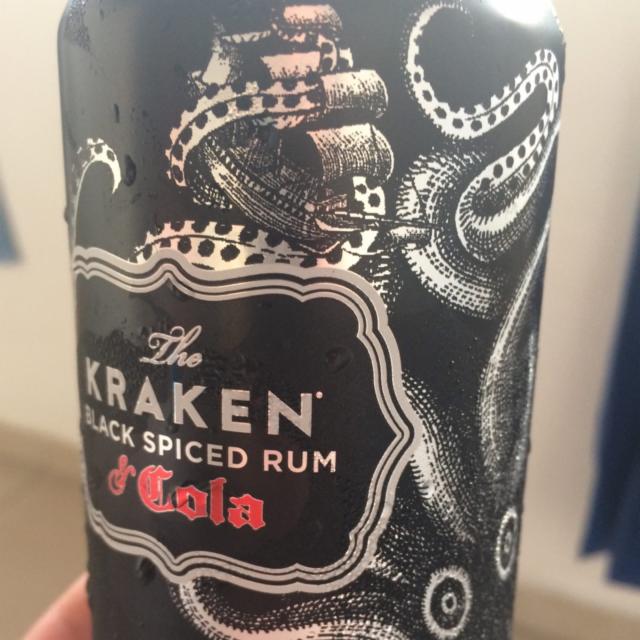 The
KRAKEN
BLACK SPICED RUM
& Cola